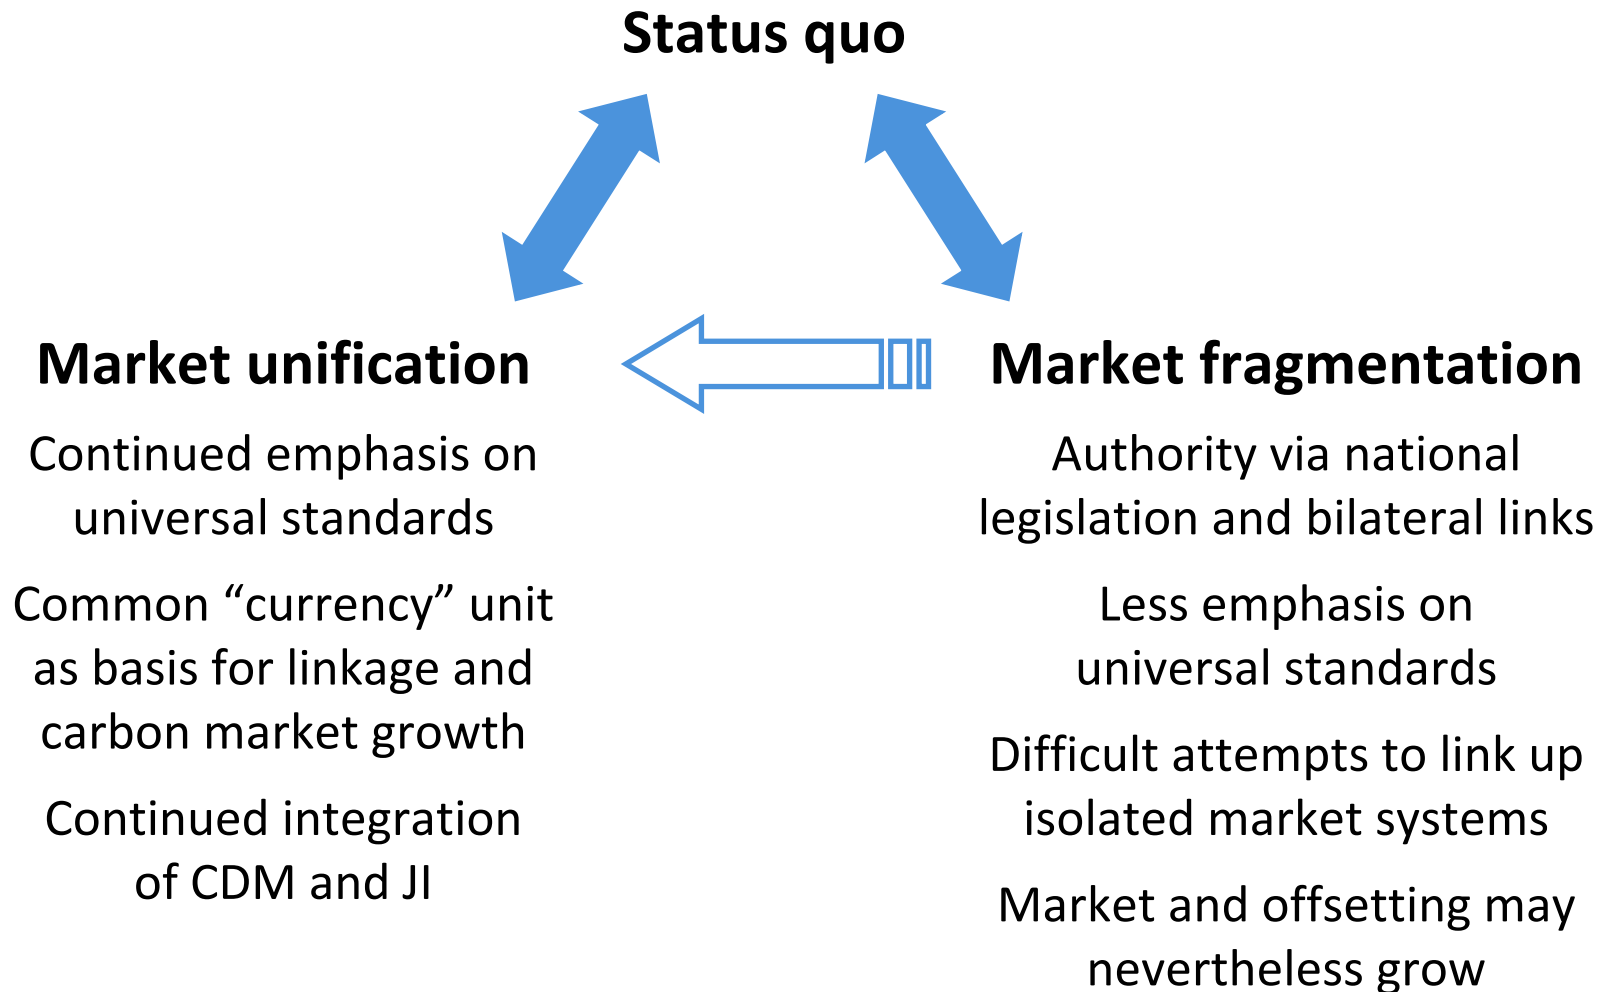 Status quo
Market unification
Continued emphasis on
universal standards
Common “currency” unit
as basis for linkage and
carbon market growth
Continued integration
of CDM and JI
Market fragmentation
Authority via national
legislation and bilateral links
Less emphasis on
universal standards
Difficult attempts to link up
isolated market systems
Market and offsetting may
nevertheless grow